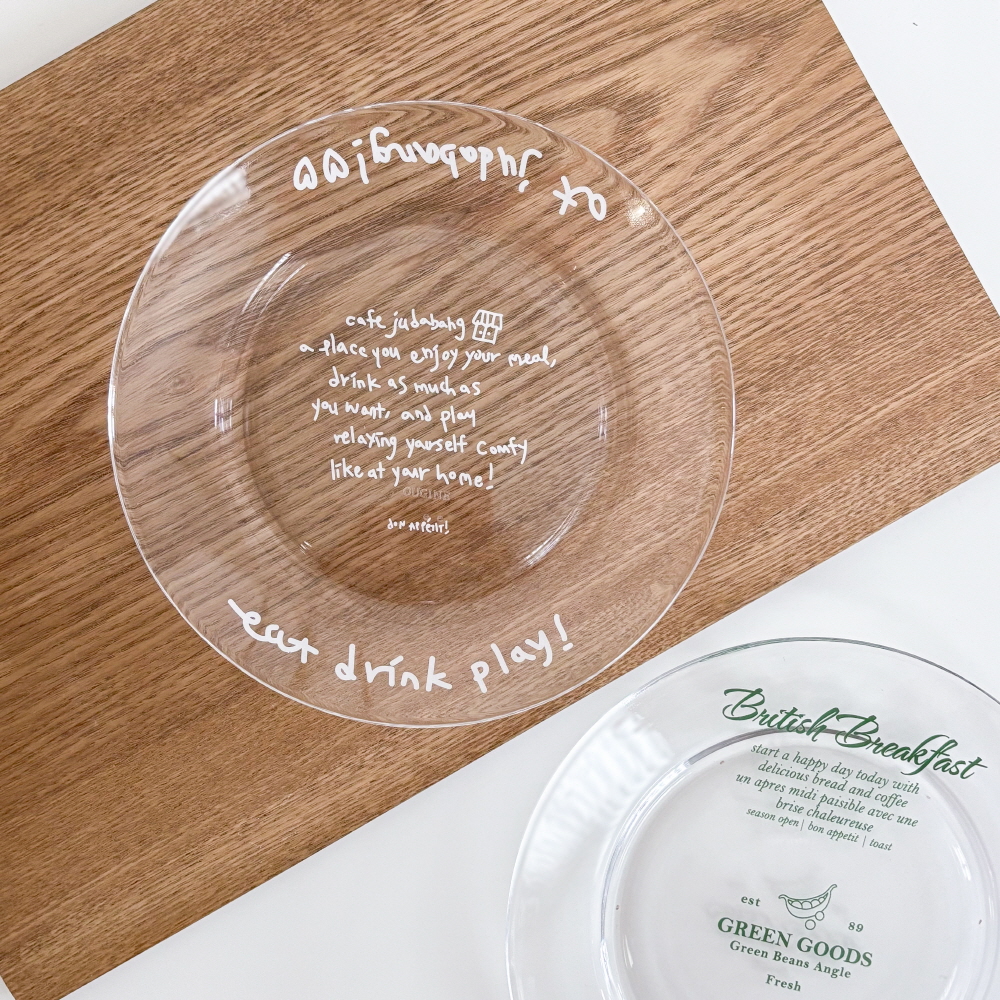 at judabang!♡♡
cafe judabang
a place you enjoy your meal,
drink as much as
you want, and play
relaxing yourself comfy
like at your home!
BON APPÉTIT!
eat drink play!
British Breakfast
start a happy day today with
delicious bread and coffee
un apres midi paisible avec une
brise chaleureuse
season open | bon appetit | toast
est 89
GREEN GOODS
Green Beans Angle
Fresh